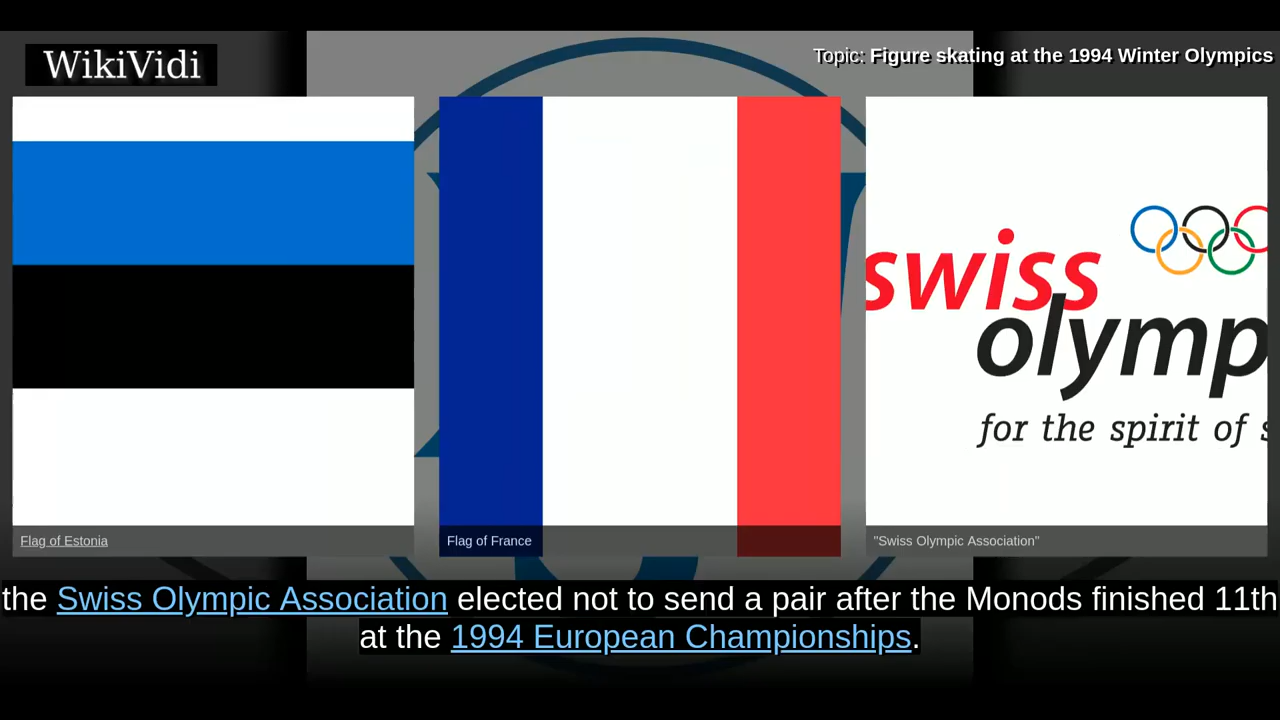 WikiVidi
Topic: Figure skating at the 1994 Winter Olympics
swiss
olymp
for the spirit of s
Flag of Estonia
Flag of France
"Swiss Olympic Association"
the Swiss Olympic Association elected not to send a pair after the Monods finished 11th
at the 1994 European Championships.